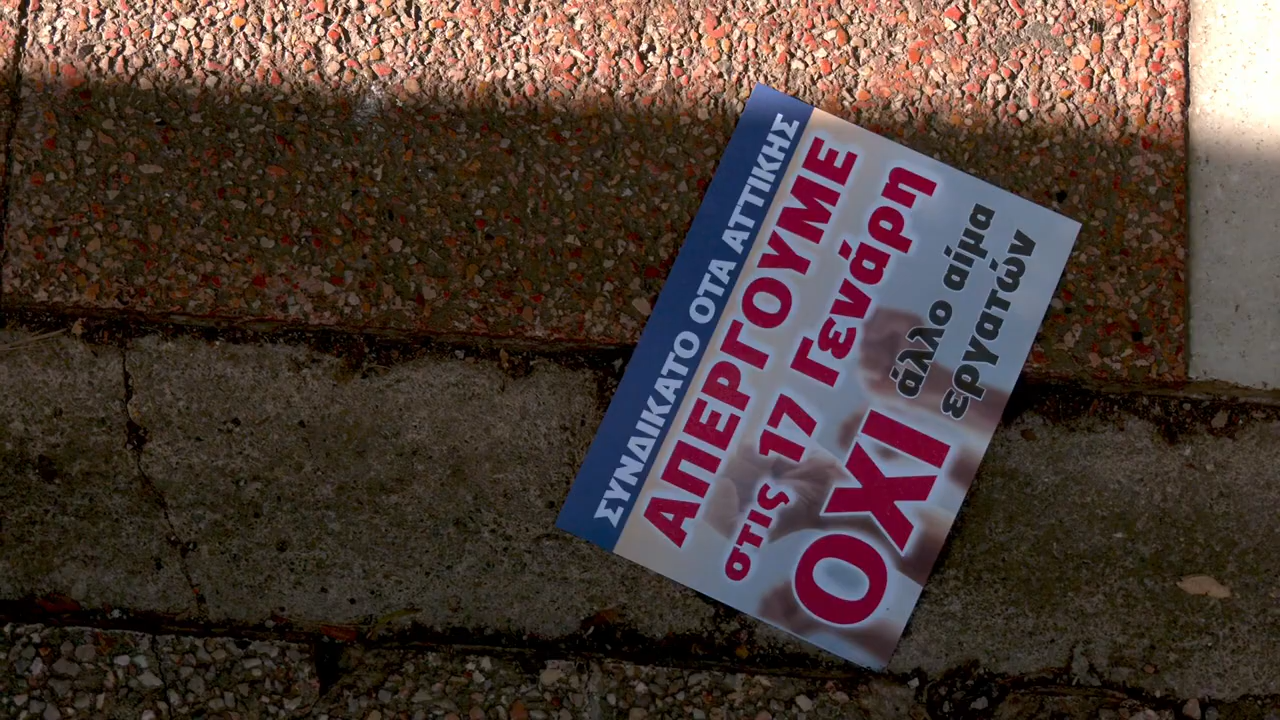 ΣΥΝΔΙΚΑΤΟ ΟΤΑ ΑΤΤΙΚΗΣ
ΑΠΕΡΓΟΥΜΕ
στις 17 Γενάρη
ΟΧΙ άλλο αίμα
εργατών